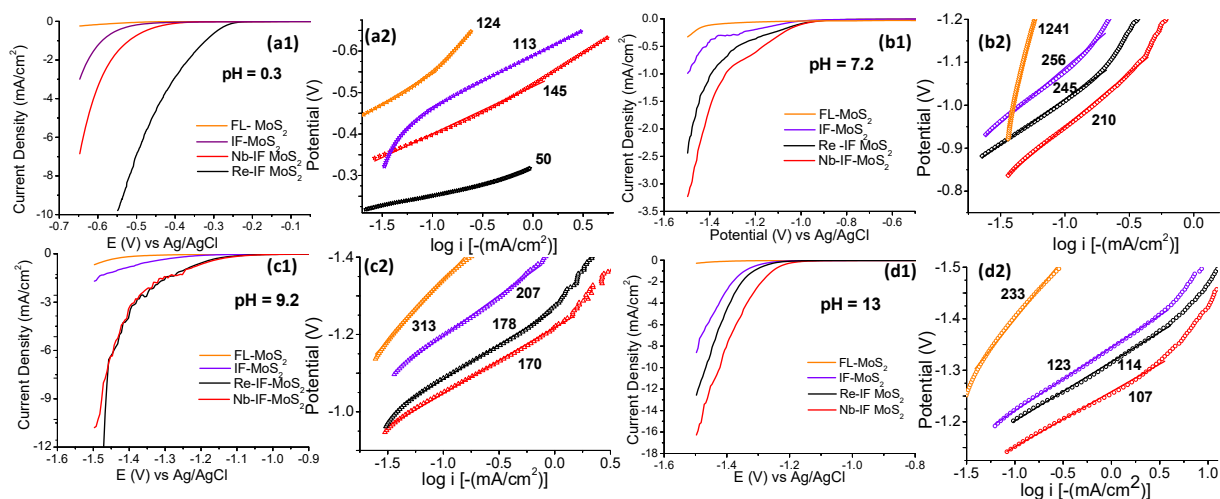 0
-2
-4
-6
-8
-10
Current Density (mA/cm²)
(a1)
pH = 0.3
FL- MoS₂
IF-MoS₂
Nb-IF MoS₂
Re-IF MoS₂
-0.7 -0.6 -0.5 -0.4 -0.3 -0.2 -0.1
E (V) vs Ag/AgCl
-0.6
-0.5
-0.4
-0.3
Potential (V)
(a2)
124
113
145
50
-1.5 -1.0 -0.5 0.0 0.5
log i [-(mA/cm²)]
0.0
-0.5
-1.0
-1.5
-2.0
-2.5
-3.0
-3.5
Current Density (mA/cm²)
(b1)
pH = 7.2
FL-MoS₂
IF-MoS₂
Re -IF MoS₂
Nb-IF-MoS₂
-1.6 -1.4 -1.2 -1.0 -0.8 -0.6
Potential (V) vs Ag/AgCl
-1.2
-1.1
-1.0
-0.9
-0.8
Potential (V)
(b2)
1241
256
245
210
-1.5 -1.0 -0.5 0.0
log i [-(mA/cm²)]
0
-3
-6
-9
-12
Current Density (mA/cm²)
(c1)
pH = 9.2
FL-MoS₂
IF-MoS₂
Re-IF-MoS₂
Nb-IF-MoS₂
-1.6 -1.5 -1.4 -1.3 -1.2 -1.1 -1.0 -0.9
E (V) vs Ag/AgCl
-1.4
-1.2
-1.0
Potential (V)
(c2)
207
313
178
170
-1.5 -1.0 -0.5 0.0 0.5
log i [-(mA/cm²)]
0
-2
-4
-6
-8
-10
-12
-14
-16
-18
Current Density (mA/cm²)
(d1)
pH = 13
FL-MoS₂
IF-MoS₂
Re-IF MoS₂
Nb-IF MoS₂
-1.6 -1.4 -1.2 -1.0 -0.8
E (V) vs Ag/AgCl
-1.5
-1.4
-1.3
-1.2
Potential (V)
(d2)
233
123
114
107
-1.5 -1.0 -0.5 0.0 0.5 1.0
log i [-(mA/cm²)]